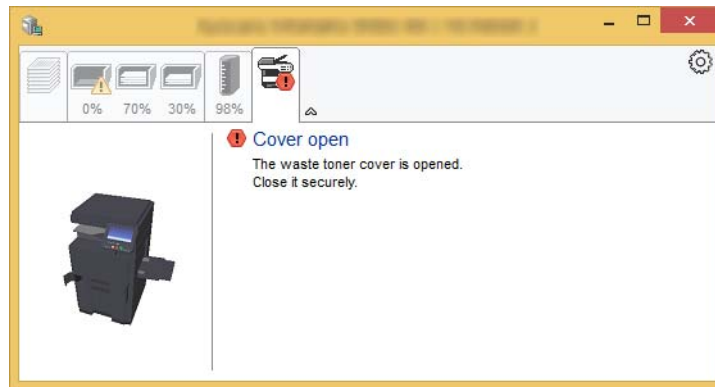 0% 70% 30% 98%
Cover open
The waste toner cover is opened.
Close it securely.